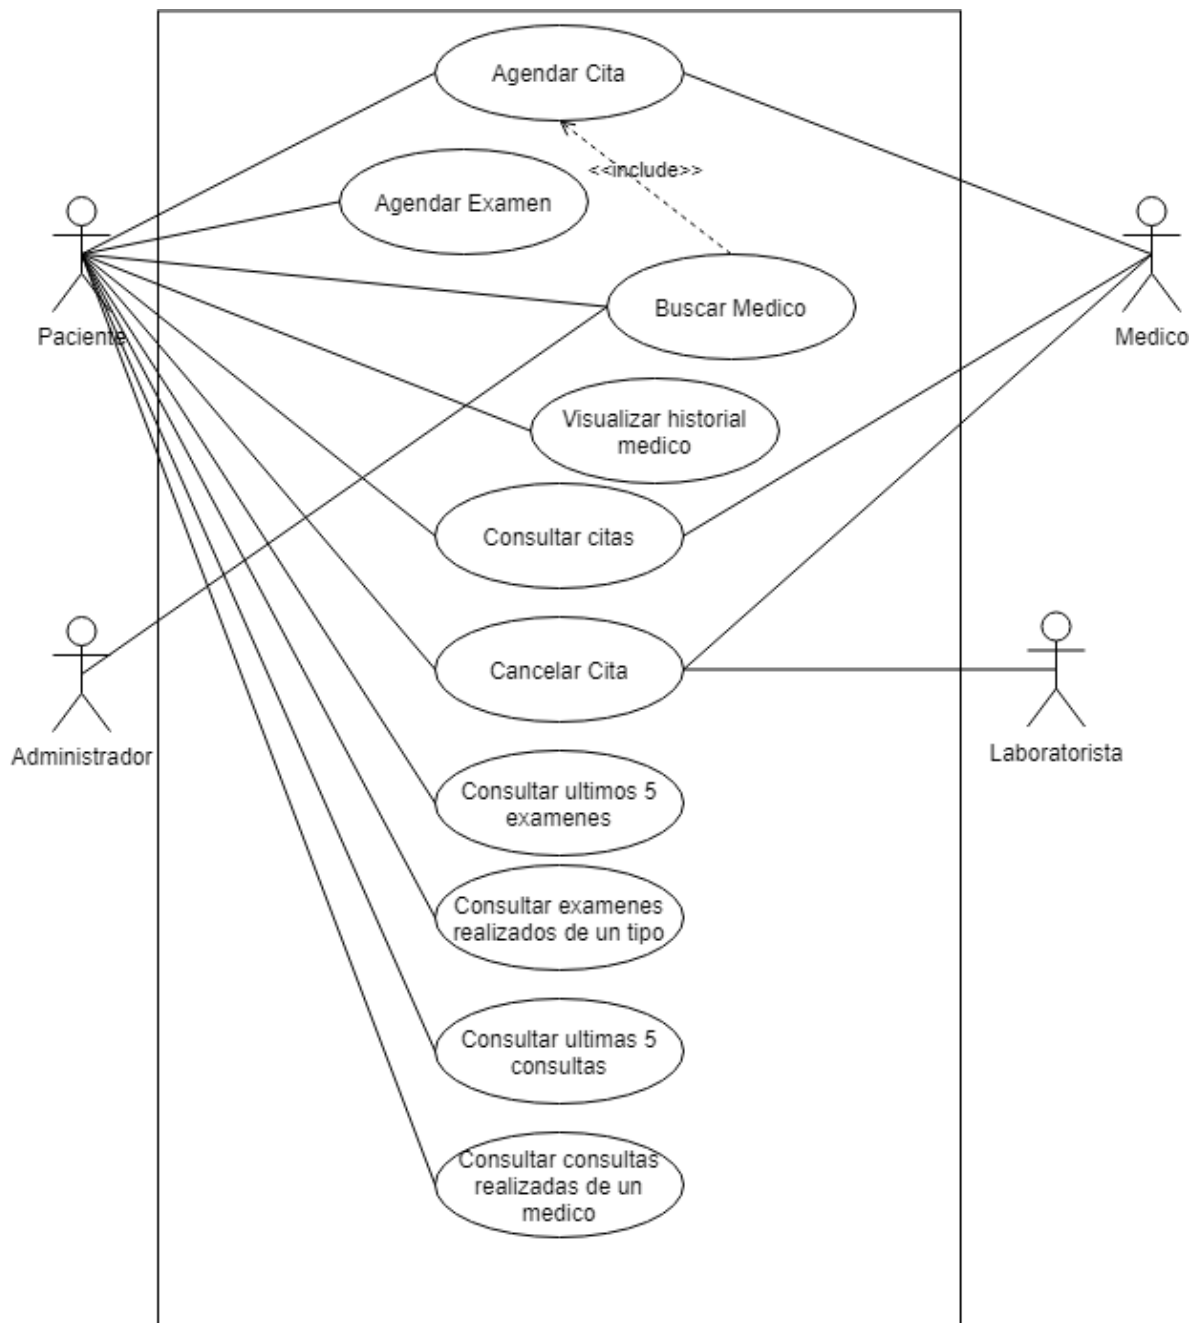 Agendar Cita
<<include>>
Agendar Examen
Buscar Medico
Paciente
Medico
Visualizar historial
medico
Consultar citas
Cancelar Cita
Administrador
Laboratorista
Consultar ultimos 5
examenes
Consultar examenes
realizados de un tipo
Consultar ultimas 5
consultas
Consultar consultas
realizadas de un
medico